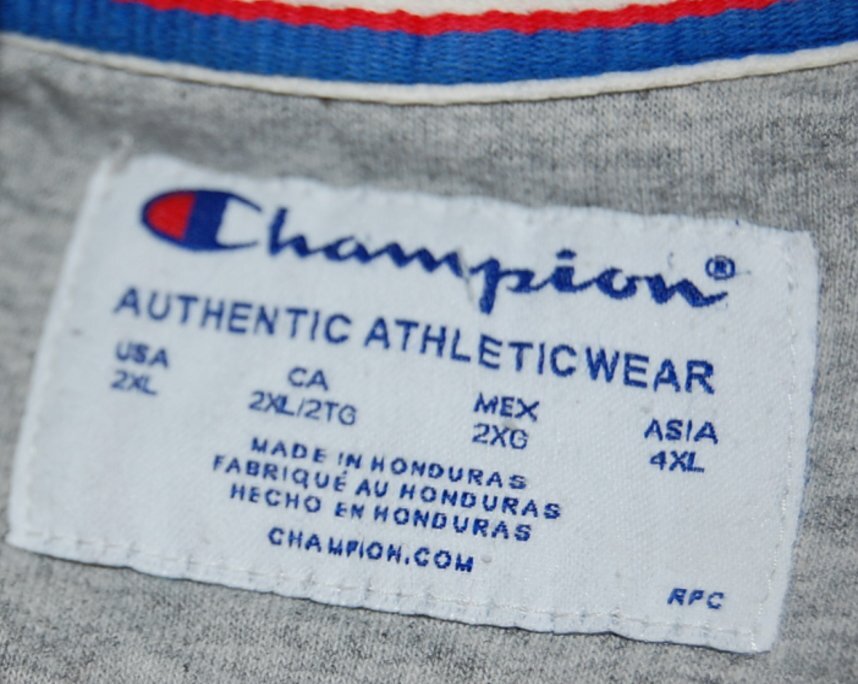 Champion®
AUTHENTIC ATHLETICWEAR
USA CA MEX ASIA
2XL 2XL/2TG 2XG 4XL
MADE IN HONDURAS
FABRIQUÉ AU HONDURAS
HECHO EN HONDURAS
CHAMPION.COM
RPC